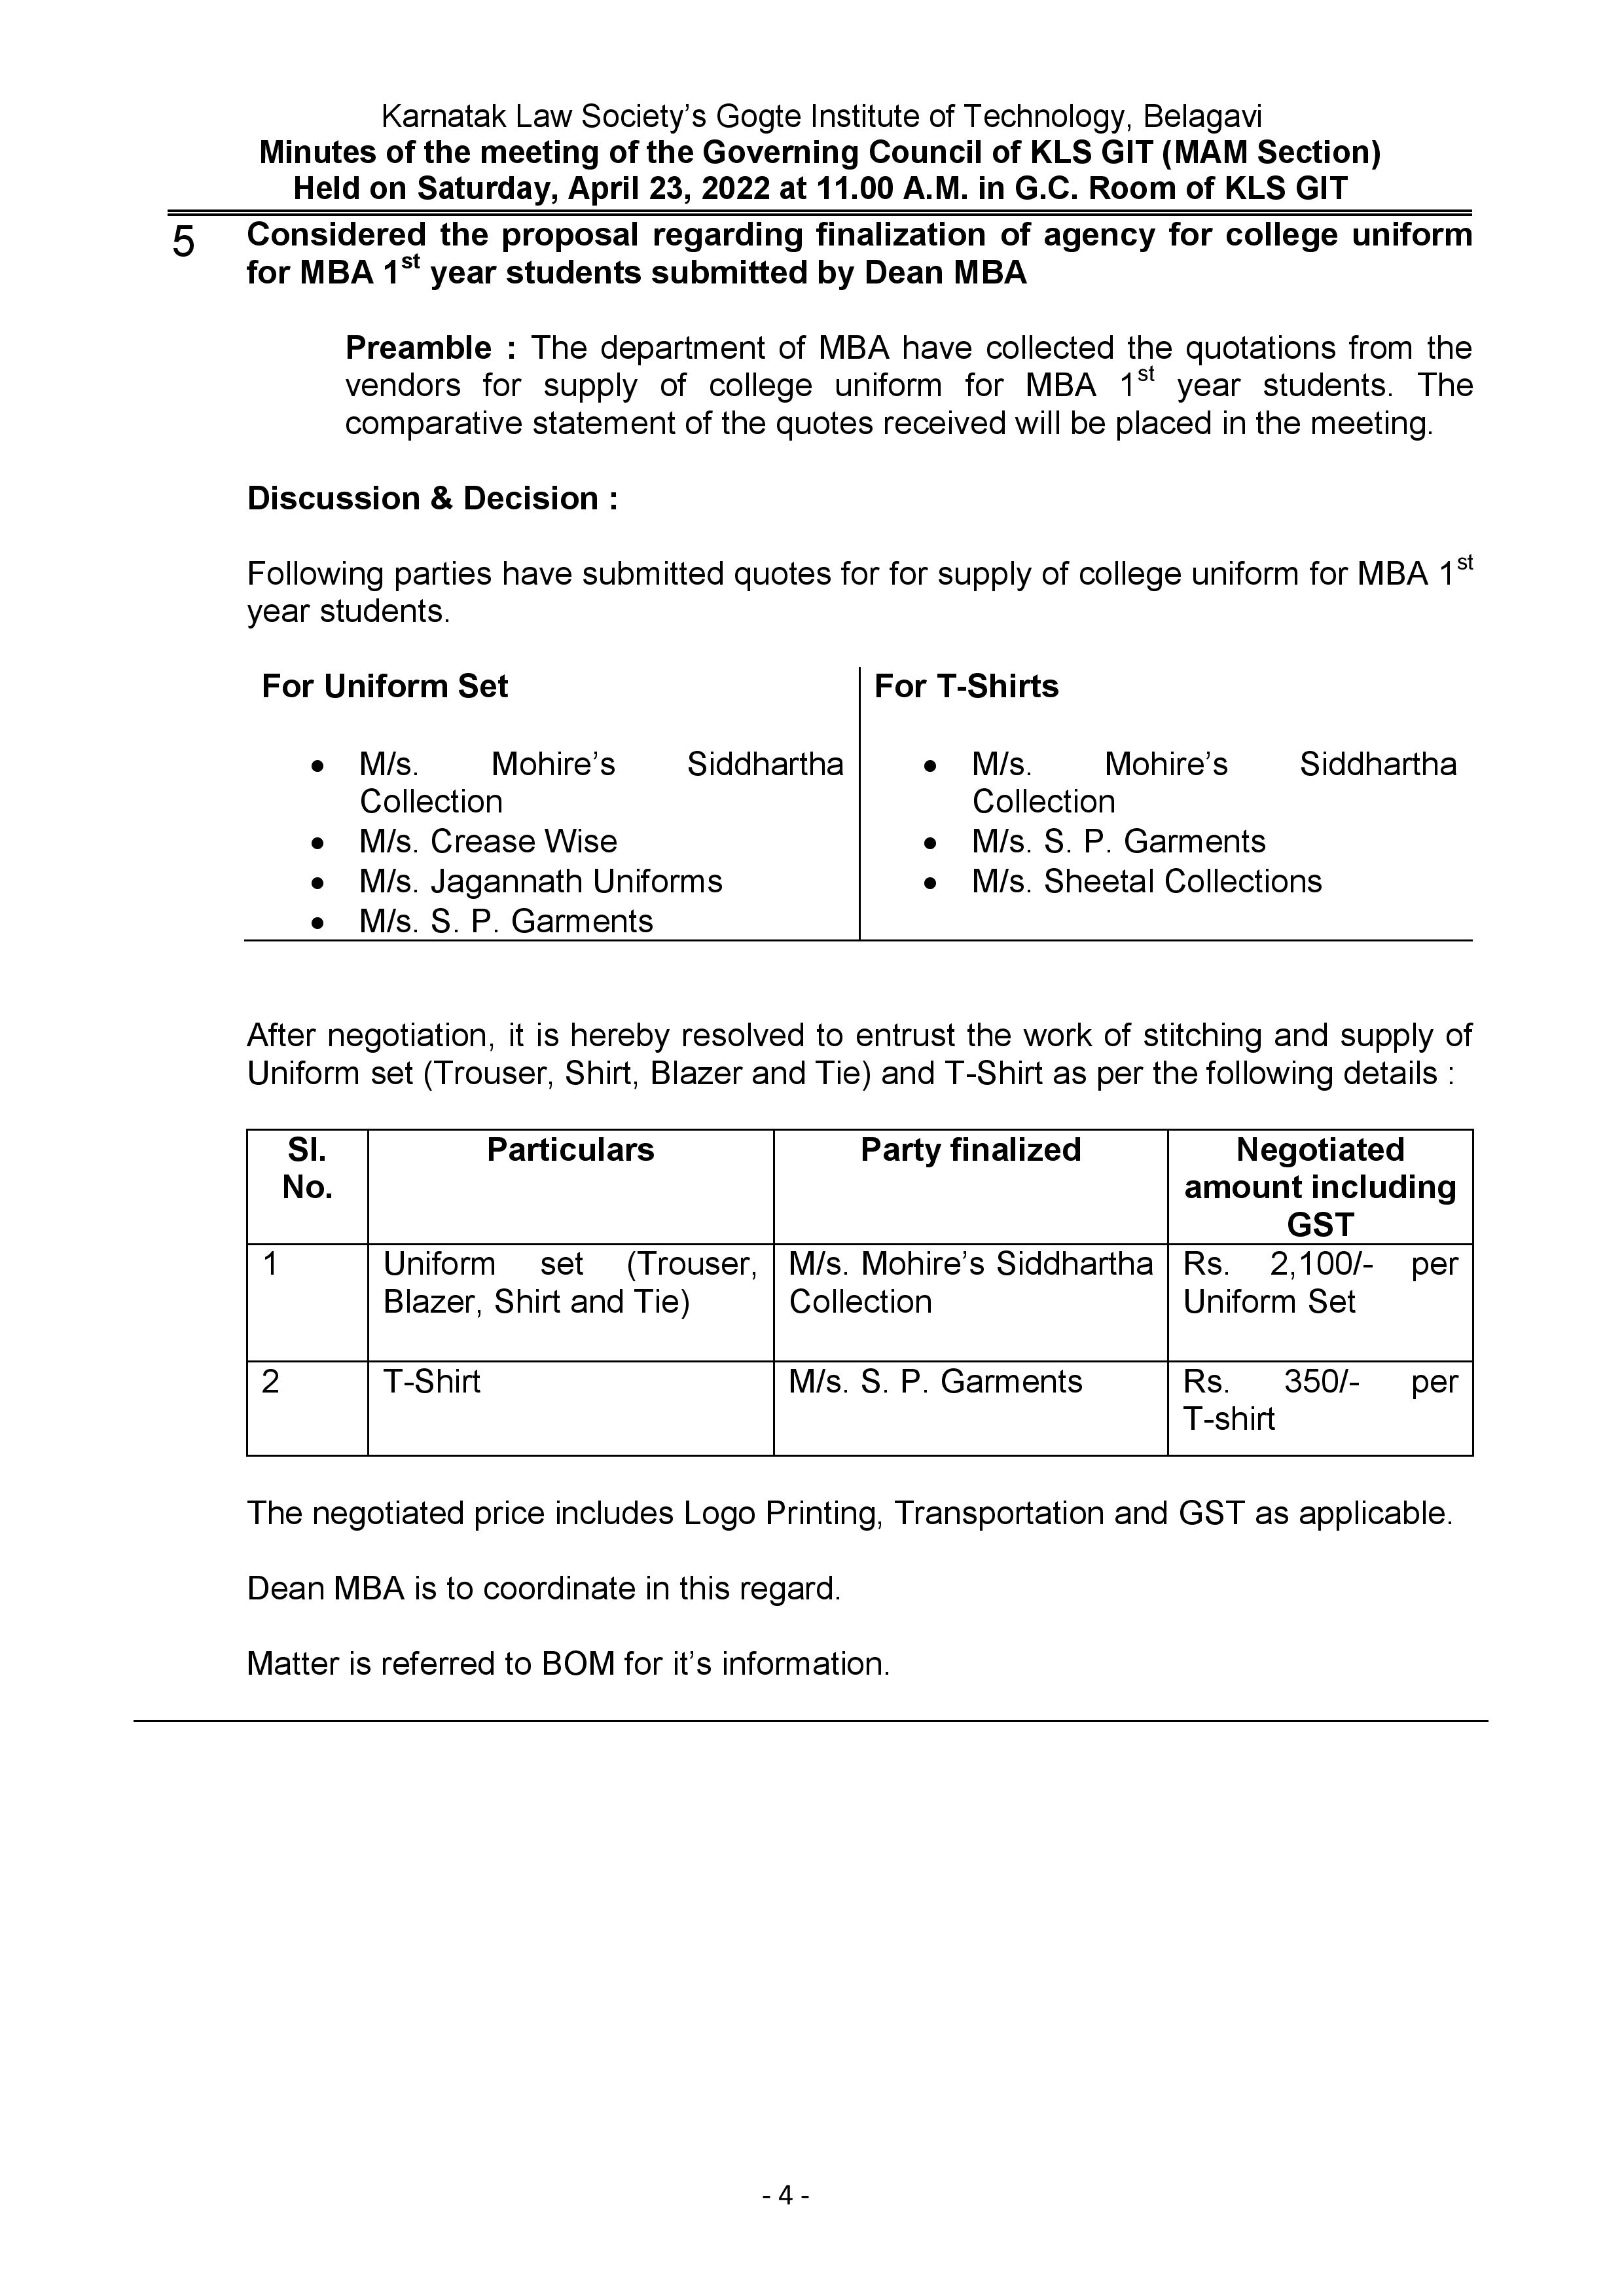 Karnatak Law Society’s Gogte Institute of Technology, Belagavi
Minutes of the meeting of the Governing Council of KLS GIT (MAM Section)
Held on Saturday, April 23, 2022 at 11.00 A.M. in G.C. Room of KLS GIT
5 Considered the proposal regarding finalization of agency for college uniform
for MBA 1st year students submitted by Dean MBA
Preamble : The department of MBA have collected the quotations from the
vendors for supply of college uniform for MBA 1st year students. The
comparative statement of the quotes received will be placed in the meeting.
Discussion & Decision :
Following parties have submitted quotes for for supply of college uniform for MBA 1st
year students.
For Uniform Set
• M/s. Mohire’s Siddhartha
Collection
• M/s. Crease Wise
• M/s. Jagannath Uniforms
• M/s. S. P. Garments
For T-Shirts
• M/s. Mohire’s Siddhartha
Collection
• M/s. S. P. Garments
• M/s. Sheetal Collections
After negotiation, it is hereby resolved to entrust the work of stitching and supply of
Uniform set (Trouser, Shirt, Blazer and Tie) and T-Shirt as per the following details :
Sl.
No.
Particulars
Party finalized
Negotiated
amount including
GST
1
Uniform set (Trouser,
Blazer, Shirt and Tie)
M/s. Mohire’s Siddhartha
Collection
Rs. 2,100/- per
Uniform Set
2
T-Shirt
M/s. S. P. Garments
Rs. 350/- per
T-shirt
The negotiated price includes Logo Printing, Transportation and GST as applicable.
Dean MBA is to coordinate in this regard.
Matter is referred to BOM for it’s information.
- 4 -